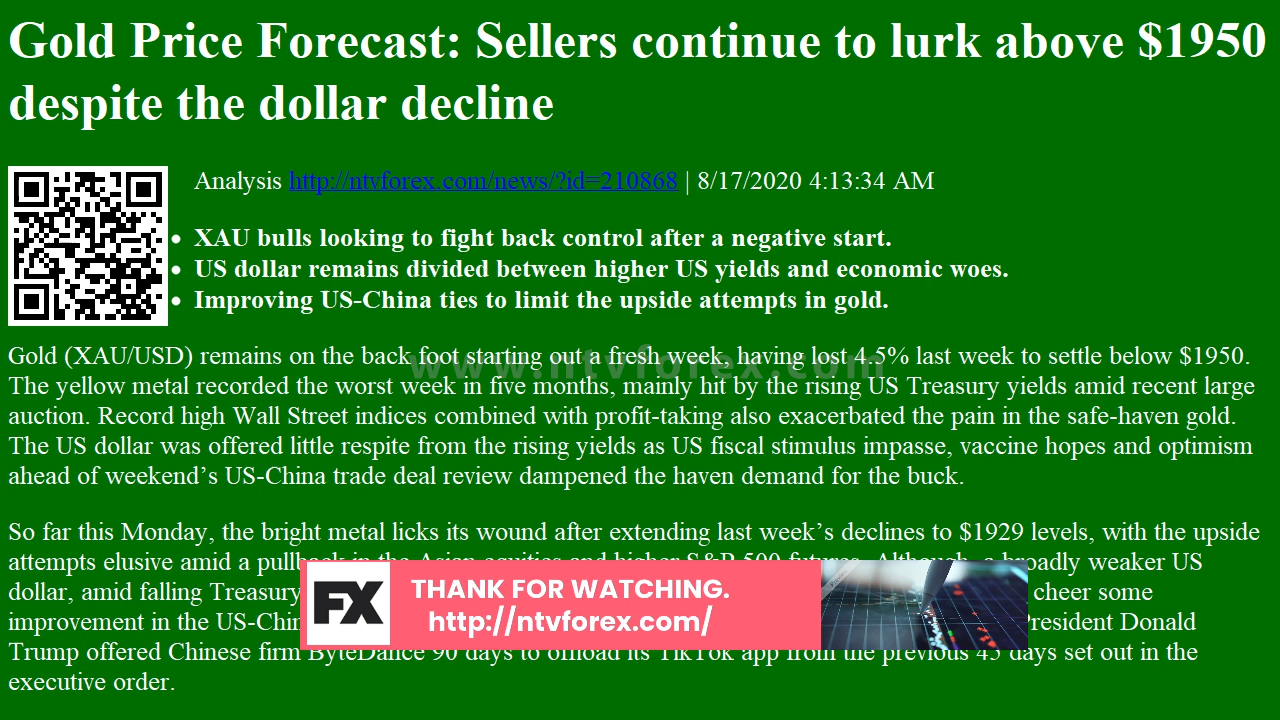 Gold Price Forecast: Sellers continue to lurk above $1950
despite the dollar decline
Analysis http://ntvforex.com/news/?id=210868 | 8/17/2020 4:13:34 AM
• XAU bulls looking to fight back control after a negative start.
• US dollar remains divided between higher US yields and economic woes.
• Improving US-China ties to limit the upside attempts in gold.
www.ntvforex.com
Gold (XAU/USD) remains on the back foot starting out a fresh week, having lost 4.5% last week to settle below $1950.
The yellow metal recorded the worst week in five months, mainly hit by the rising US Treasury yields amid recent large
auction. Record high Wall Street indices combined with profit-taking also exacerbated the pain in the safe-haven gold.
The US dollar was offered little respite from the rising yields as US fiscal stimulus impasse, vaccine hopes and optimism
ahead of weekend’s US-China trade deal review dampened the haven demand for the buck.
So far this Monday, the bright metal licks its wound after extending last week’s declines to $1929 levels, with the upside
attempts elusive amid a pullback in the Asian equities and higher S&P 500 futures. Although, a broadly weaker US
dollar, amid falling Treasury cheer some
improvement in the President Donald
Trump offered Chinese firm ByteDance 90 days to offload its TikTok app from the previous 45 days set out in the
executive order.
FX
THANK FOR WATCHING.
http://ntvforex.com/